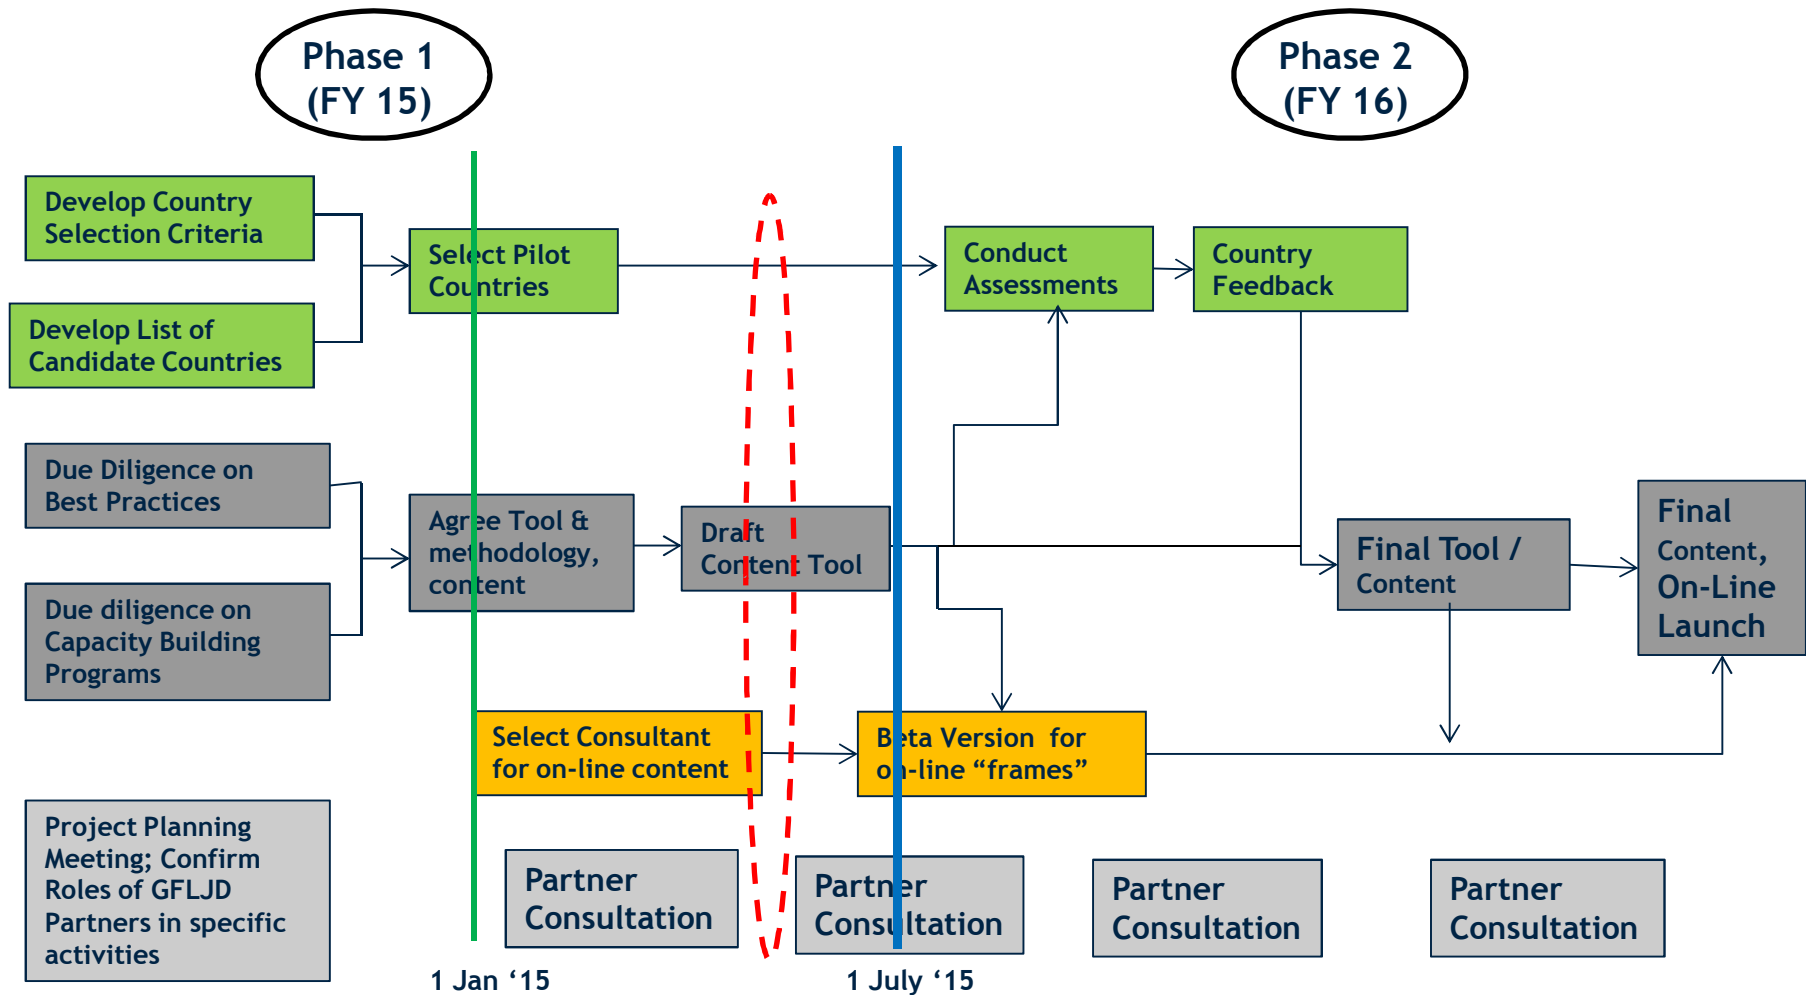 Phase 1
(FY 15)
Phase 2
(FY 16)
Develop Country
Selection Criteria
Develop List of
Candidate Countries
Select Pilot
Countries
Conduct
Assessments
Country
Feedback
Due Diligence on
Best Practices
Due diligence on
Capacity Building
Programs
Agree Tool &
methodology,
content
Draft
Content Tool
Final Tool /
Content
Final
Content,
On-Line
Launch
Select Consultant
for on-line content
Beta Version for
on-line “frames”
Project Planning
Meeting; Confirm
Roles of GFLJD
Partners in specific
activities
Partner
Consultation
Partner
Consultation
Partner
Consultation
Partner
Consultation
1 Jan ‘15
1 July ‘15